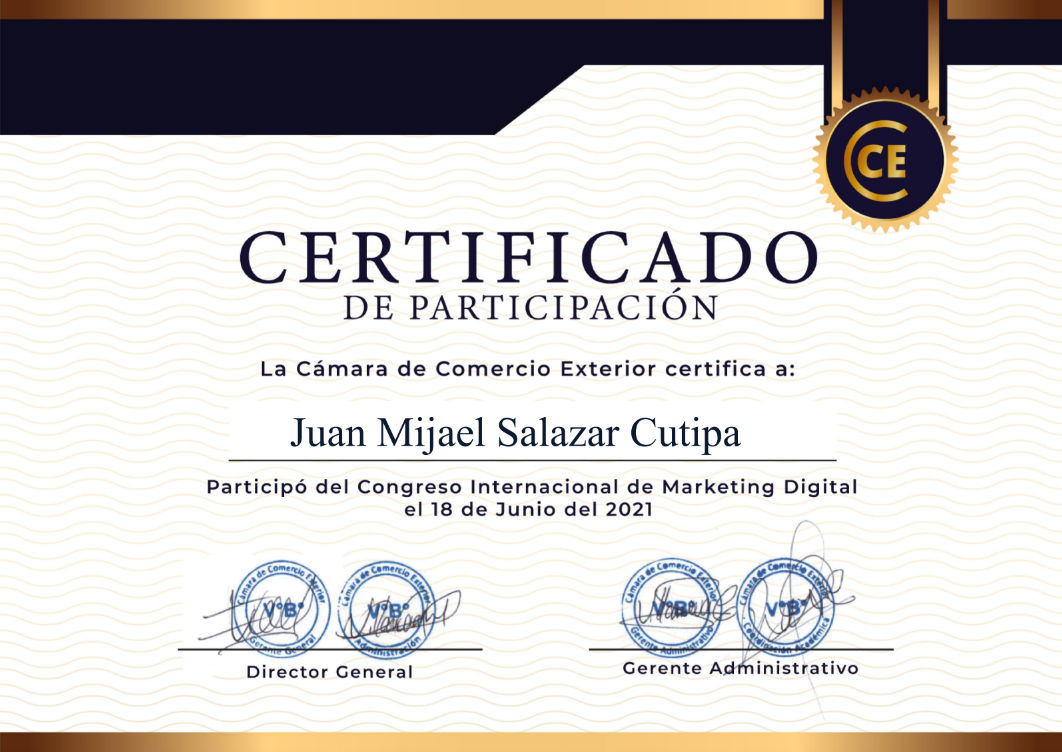 CCE
CERTIFICADO
DE PARTICIPACIÓN
La Cámara de Comercio Exterior certifica a:
Juan Mijael Salazar Cutipa
Participó del Congreso Internacional de Marketing Digital
el 18 de Junio del 2021
Cámara de Comercio Exterior
V°B°
Gerente General
Cámara de Comercio Exterior
V°B°
Administración
Cámara de Comercio Exterior
V°B°
Gerente Administrativo
Cámara de Comercio Exterior
V°B°
Coordinación Académica
Director General
Gerente Administrativo